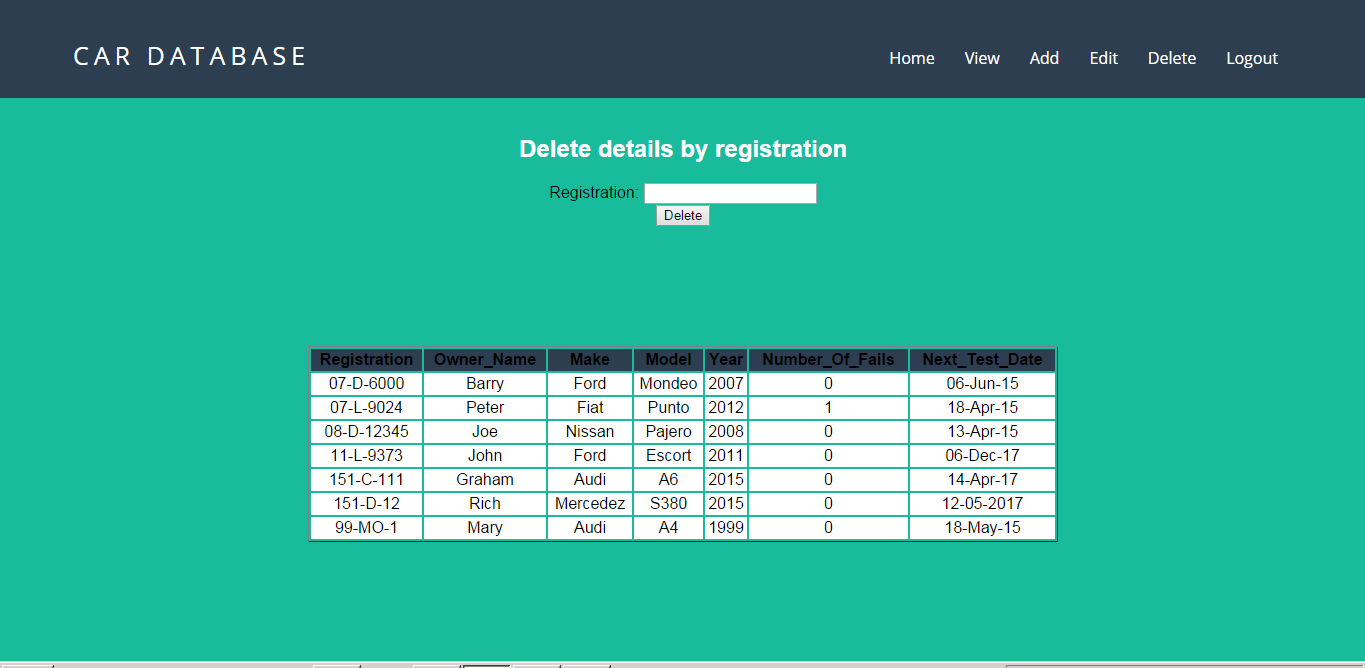 CAR DATABASE
Home View Add Edit Delete Logout
Delete details by registration
Registration:
Delete
Registration Owner_Name Make Model Year Number_Of_Fails Next_Test_Date
07-D-6000 Barry Ford Mondeo 2007 0 06-Jun-15
07-L-9024 Peter Fiat Punto 2012 1 18-Apr-15
08-D-12345 Joe Nissan Pajero 2008 0 13-Apr-15
11-L-9373 John Ford Escort 2011 0 06-Dec-17
151-C-111 Graham Audi A6 2015 0 14-Apr-17
151-D-12 Rich Mercedez S380 2015 0 12-05-2017
99-MO-1 Mary Audi A4 1999 0 18-May-15